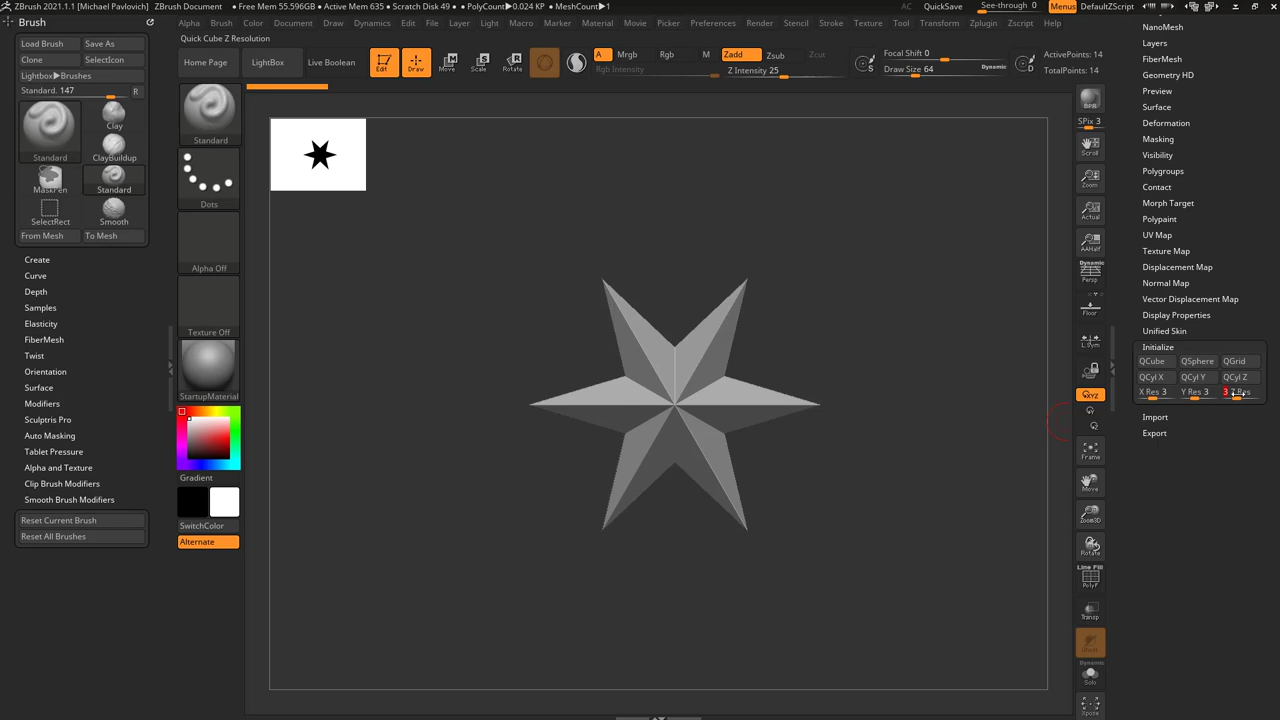 ZBrush 2021.1.1 [Michael Pavlovich]  ZBrush Document   • Free Mem 55.596GB • Active Mem 635 • Scratch Disk 49 • PolyCount▶0.024 KP • MeshCount▶1   AC   QuickSave   See-through 0   Menus   DefaultZScript
Brush   Alpha   Brush   Color   Document   Draw   Dynamics   Edit   File   Layer   Light   Macro   Marker   Material   Movie   Picker   Preferences   Render   Stencil   Stroke   Texture   Tool   Transform   Zplugin   Zscript   Help
Quick Cube Z Resolution
Load Brush   Save As
Clone   SelectIcon
Lightbox▶Brushes
Standard. 147   R
Clay
Standard   ClayBuildup
MaskPen   Standard
SelectRect   Smooth
From Mesh   To Mesh
Create
Curve
Depth
Samples
Elasticity
FiberMesh
Twist
Orientation
Surface
Modifiers
Sculptris Pro
Auto Masking
Tablet Pressure
Alpha and Texture
Clip Brush Modifiers
Smooth Brush Modifiers
Reset Current Brush
Reset All Brushes
Home Page   LightBox   Live Boolean   Edit   Draw   Move   Scale   Rotate
A   Mrgb   Rgb   M   Zadd   Zsub   Zcut
Rgb Intensity   Z Intensity 25
Focal Shift 0
Draw Size 64   Dynamic
S   D
ActivePoints: 14
TotalPoints: 14
Standard
Dots
Alpha Off
Texture Off
StartupMaterial
Gradient
SwitchColor
Alternate
BPR
SPix 3
Scroll
Zoom
Actual
AAHalf
Dynamic
Persp
Floor
L.Sym
XYZ
Frame
Move
Zoom3D
Rotate
Line Fill
PolyF
Transp
Ghost
Dynamic
Solo
Xpose
NanoMesh
Layers
FiberMesh
Geometry HD
Preview
Surface
Deformation
Masking
Visibility
Polygroups
Contact
Morph Target
Polypaint
UV Map
Texture Map
Displacement Map
Normal Map
Vector Displacement Map
Display Properties
Unified Skin
Initialize
QCube   QSphere   QGrid
QCyl X   QCyl Y   QCyl Z
X Res 3   Y Res 3   3 Z Res
Import
Export